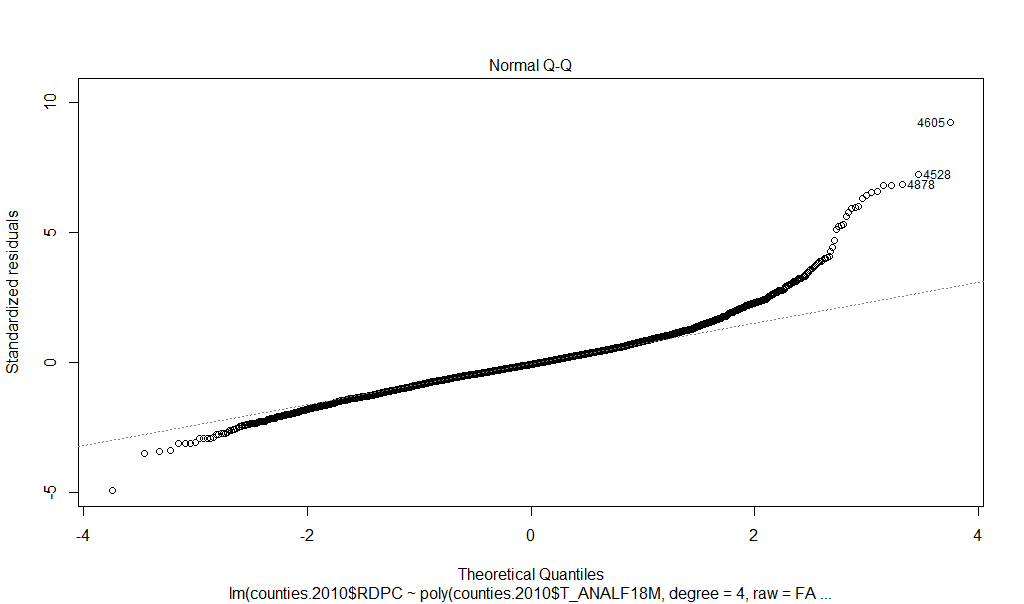 Normal Q-Q
10
5
0
-5
Standardized residuals
4605
4528
4878
-4 -2 0 2 4
Theoretical Quantiles
lm(counties.2010$RDPC ~ poly(counties.2010$T_ANALF18M, degree = 4, raw = FA ...